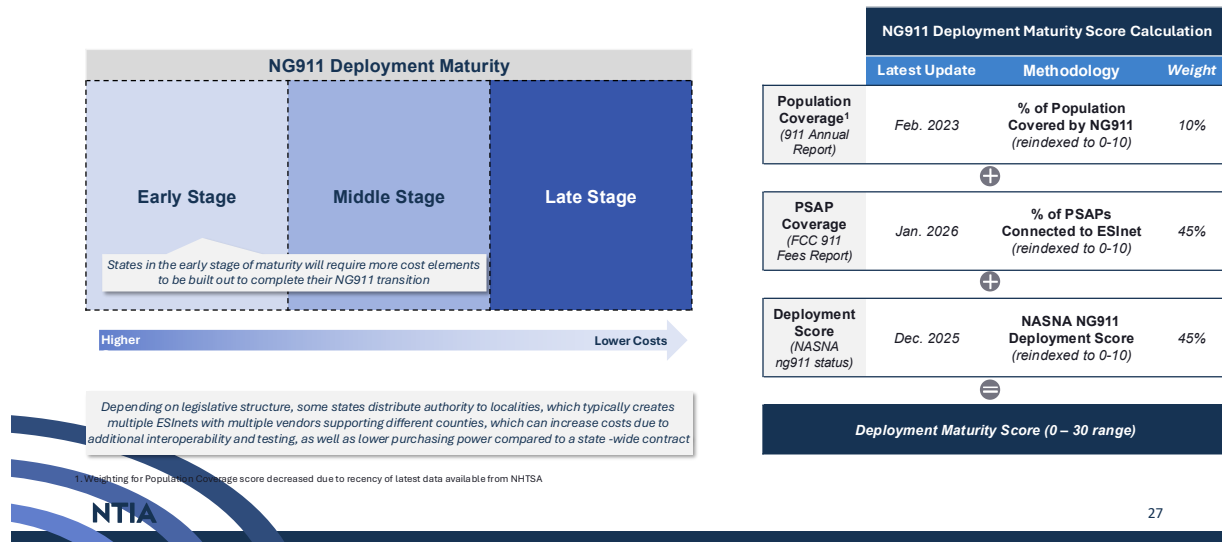 NG911 Deployment Maturity
Early Stage
Middle Stage
Late Stage
States in the early stage of maturity will require more cost elements
to be built out to complete their NG911 transition
Higher
Lower Costs
Depending on legislative structure, some states distribute authority to localities, which typically creates
multiple ESInets with multiple vendors supporting different counties, which can increase costs due to
additional interoperability and testing, as well as lower purchasing power compared to a state -wide contract
NG911 Deployment Maturity Score Calculation
Latest Update
Methodology
Weight
Population
Coverage¹
(911 Annual
Report)
Feb. 2023
% of Population
Covered by NG911
(reindexed to 0-10)
10%
+
PSAP
Coverage
(FCC 911
Fees Report)
Jan. 2026
% of PSAPs
Connected to ESInet
(reindexed to 0-10)
45%
+
Deployment
Score
(NASNA
ng911 status)
Dec. 2025
NASNA NG911
Deployment Score
(reindexed to 0-10)
45%
=
Deployment Maturity Score (0 – 30 range)
1. Weighting for Population Coverage score decreased due to recency of latest data available from NHTSA
NTIA
27